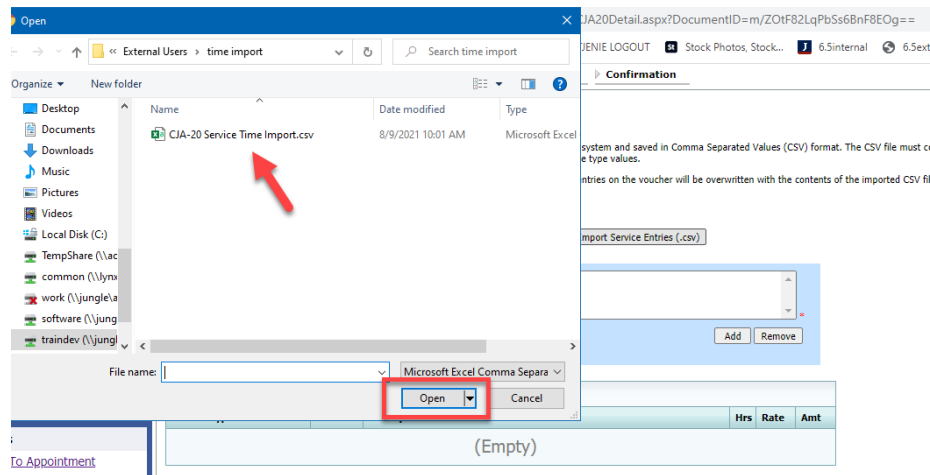 Open
CJA20Detail.aspx?DocumentID=m/ZOtF82LqPbSs6BnF8EOg==
« External Users › time import
Search time import
JENIE LOGOUT
St Stock Photos, Stock...
J 6.5internal
6.5ext
Organize
New folder
Confirmation
Name
Date modified
Type
Desktop
Documents
Downloads
Music
Pictures
Videos
Local Disk (C:)
TempShare (\\ac
common (\\lynx
work (\\jungle\a
software (\\jung
traindev (\\jungl
CJA-20 Service Time Import.csv
8/9/2021 10:01 AM
Microsoft Excel
system and saved in Comma Separated Values (CSV) format. The CSV file must co
e type values.
ntries on the voucher will be overwritten with the contents of the imported CSV fi
mport Service Entries (.csv)
Add
Remove
File name:
Microsoft Excel Comma Separa
Open
Cancel
Hrs Rate Amt
(Empty)
To Appointment